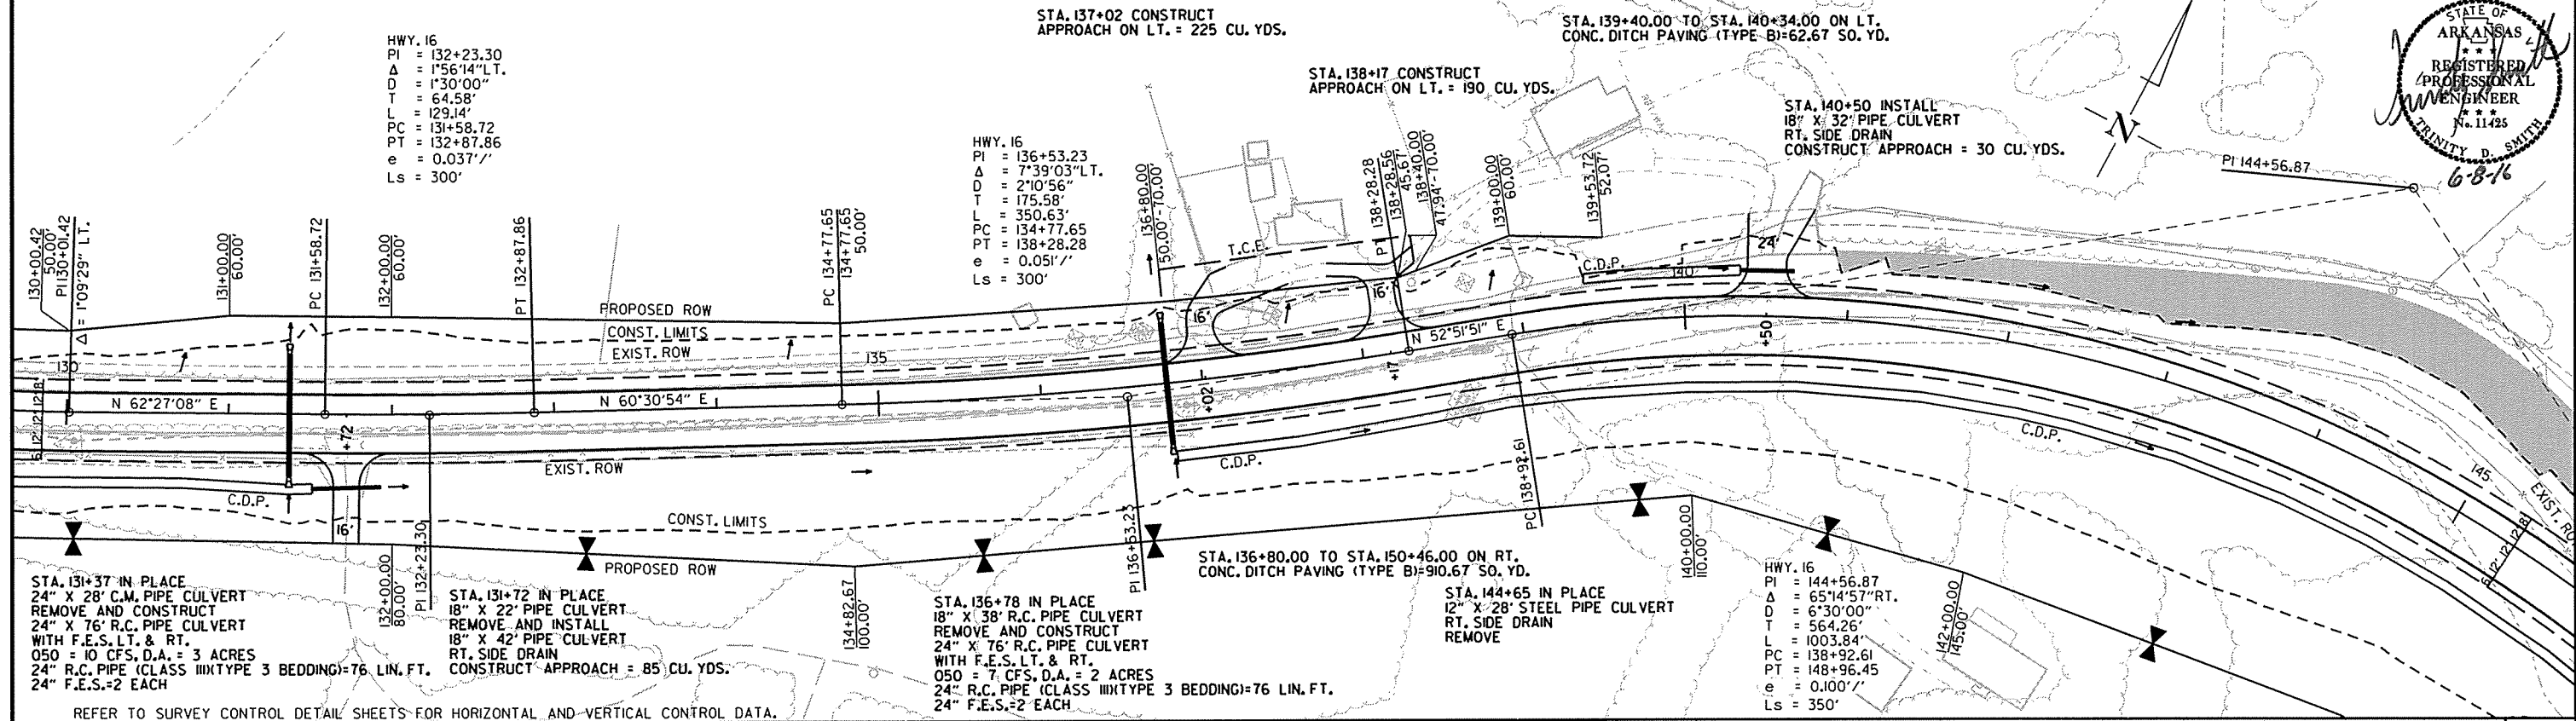 STA. 137+02 CONSTRUCT
APPROACH ON LT. = 225 CU. YDS.
STA. 139+40.00 TO STA. 140+34.00 ON LT.
CONC. DITCH PAVING (TYPE B)=62.67 SQ. YD.
STATE OF
ARKANSAS
★ ★ ★
REGISTERED
PROFESSIONAL
ENGINEER
★ ★ ★
No. 11425
TRINITY D. SMITH
6-8-16
HWY. 16
PI = 132+23.30
Δ = 1°56'14"LT.
D = 1°30'00"
T = 64.58'
L = 129.14'
PC = 131+58.72
PT = 132+87.86
e = 0.037'/'
Ls = 300'
STA. 138+17 CONSTRUCT
APPROACH ON LT. = 190 CU. YDS.
STA. 140+50 INSTALL
18" X 32' PIPE CULVERT
RT. SIDE DRAIN
CONSTRUCT APPROACH = 30 CU. YDS.
HWY. 16
PI = 136+53.23
Δ = 7°39'03"LT.
D = 2°10'56"
T = 175.58'
L = 350.63'
PC = 134+77.65
PT = 138+28.28
e = 0.051'/'
Ls = 300'
N
PI 144+56.87
130+00.42
50.00'
PI 130+01.42
Δ = 1°09'29" LT.
131+00.00
60.00'
PC 131+58.72
132+00.00
60.00'
PT 132+87.86
PC 134+77.65
134+77.65
50.00'
136+80.00
50.00'-70.00'
PT 138+28.28
138+28.56
45.67'
138+40.00
47.94'-70.00'
139+00.00
60.00'
139+53.72
52.07'
T.C.E.
C.D.P.
140
24'
16'
16'
PROPOSED ROW
CONST. LIMITS
EXIST. ROW
130
135
N 62°27'08" E
N 60°30'54" E
N 52°51'51" E
+02
+17
+50
+72
12' 12' 12'
EXIST. ROW
C.D.P.
C.D.P.
C.D.P.
16'
CONST. LIMITS
PROPOSED ROW
132+00.00
80.00'
PI 132+23.30
134+82.67
100.00'
PI 136+53.23
PC 138+92.61
140+00.00
110.00'
142+00.00
145.00'
145
EXIST. RO
12' 12' 12'
STA. 131+37 IN PLACE
24" X 28' C.M. PIPE CULVERT
REMOVE AND CONSTRUCT
24" X 76' R.C. PIPE CULVERT
WITH F.E.S. LT. & RT.
Q50 = 10 CFS, D.A. = 3 ACRES
24" R.C. PIPE (CLASS III)(TYPE 3 BEDDING)=76 LIN. FT.
24" F.E.S.=2 EACH
STA. 131+72 IN PLACE
18" X 22' PIPE CULVERT
REMOVE AND INSTALL
18" X 42' PIPE CULVERT
RT. SIDE DRAIN
CONSTRUCT APPROACH = 85 CU. YDS.
STA. 136+78 IN PLACE
18" X 38' R.C. PIPE CULVERT
REMOVE AND CONSTRUCT
24" X 76' R.C. PIPE CULVERT
WITH F.E.S. LT. & RT.
Q50 = 7 CFS, D.A. = 2 ACRES
24" R.C. PIPE (CLASS III)(TYPE 3 BEDDING)=76 LIN. FT.
24" F.E.S.=2 EACH
STA. 136+80.00 TO STA. 150+46.00 ON RT.
CONC. DITCH PAVING (TYPE B)=910.67 SQ. YD.
STA. 144+65 IN PLACE
12" X 28' STEEL PIPE CULVERT
RT. SIDE DRAIN
REMOVE
HWY. 16
PI = 144+56.87
Δ = 65°14'57"RT.
D = 6°30'00"
T = 564.26'
L = 1003.84'
PC = 138+92.61
PT = 148+96.45
e = 0.100'/'
Ls = 350'
REFER TO SURVEY CONTROL DETAIL SHEETS FOR HORIZONTAL AND VERTICAL CONTROL DATA.